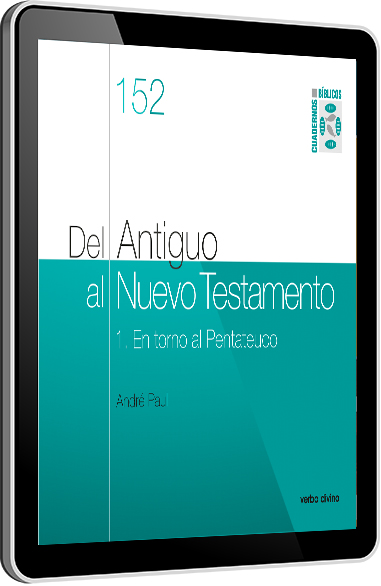 152
CUADERNOS
BÍBLICOS
Del Antiguo
al Nuevo Testamento
1. En torno al Pentateuco
André Paul
verbo divino